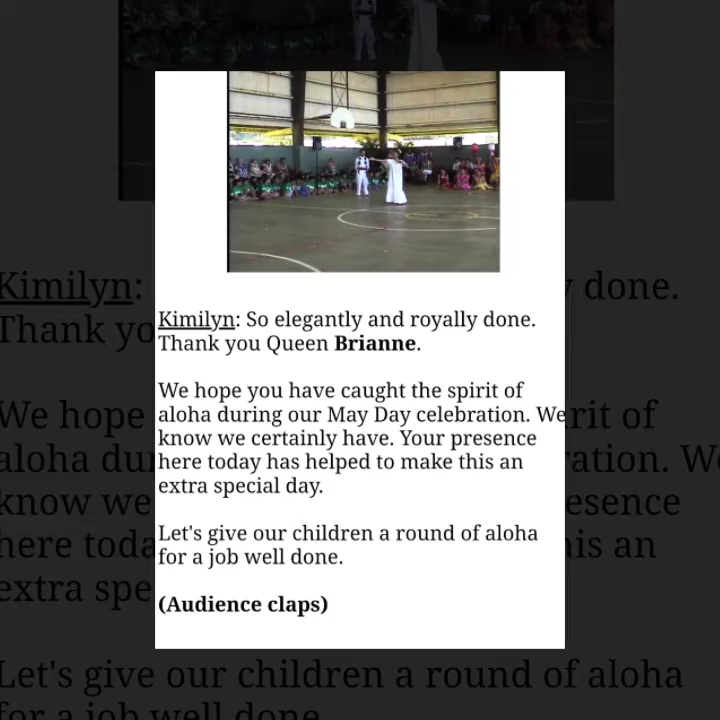 Kimilyn: So elegantly and royally done.
Thank you Queen Brianne.
We hope you have caught the spirit of
aloha during our May Day celebration. We
know we certainly have. Your presence
here today has helped to make this an
extra special day.
Let's give our children a round of aloha
for a job well done.
(Audience claps)